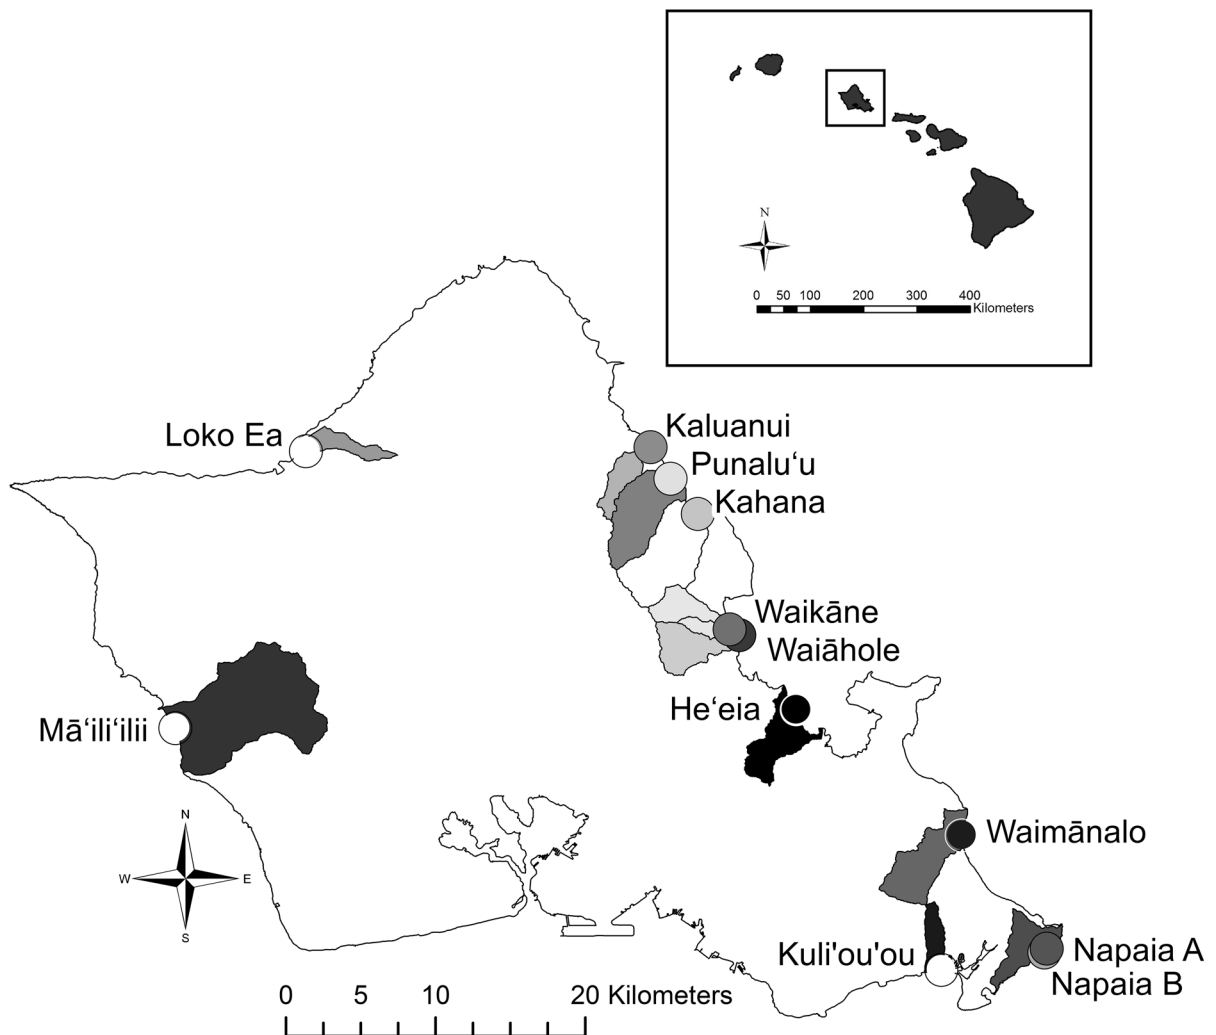 N
0 50 100 200 300 400
Kilometers
Kaluanui
Loko Ea
Punalu‘u
Kahana
Waikāne
Waiāhole
He‘eia
Mā‘ili‘ilii
N
W E
S
Waimānalo
Kuli'ou'ou
Napaia A
Napaia B
0 5 10 20 Kilometers